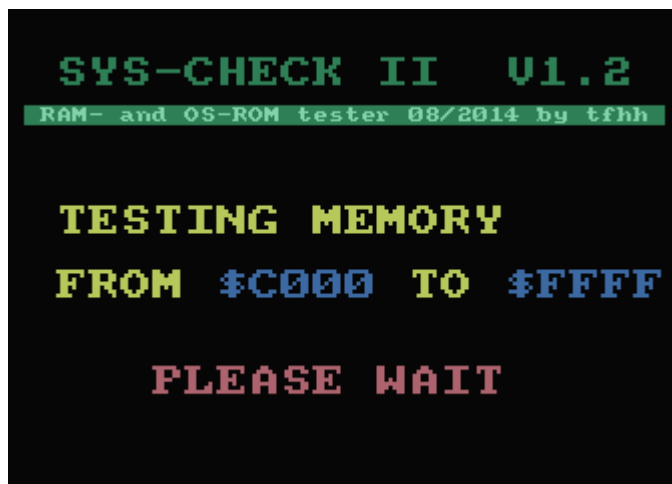 SYS-CHECK II V1.2
RAM- and OS-ROM tester 08/2014 by tfhh
TESTING MEMORY
FROM $C000 TO $FFFF
PLEASE WAIT